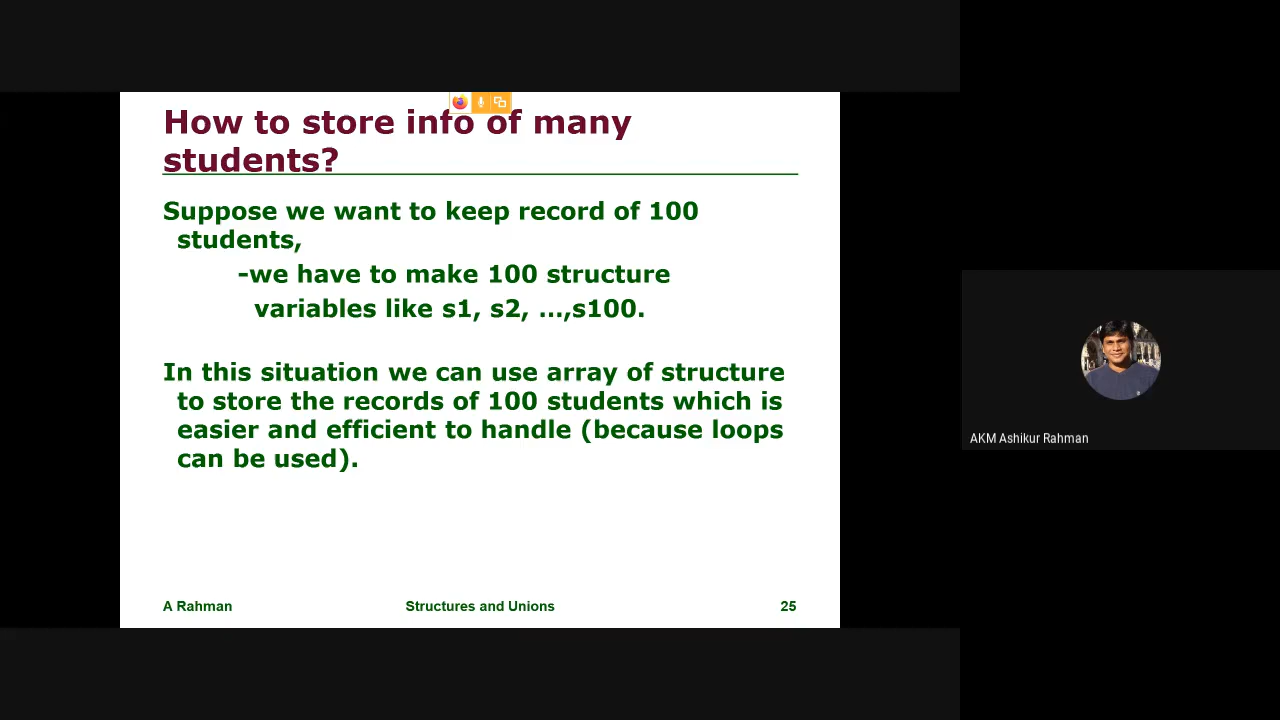 How to store info of many
students?
Suppose we want to keep record of 100
students,
-we have to make 100 structure
variables like s1, s2, ...,s100.
In this situation we can use array of structure
to store the records of 100 students which is
easier and efficient to handle (because loops
can be used).
A Rahman Structures and Unions 25
AKM Ashikur Rahman